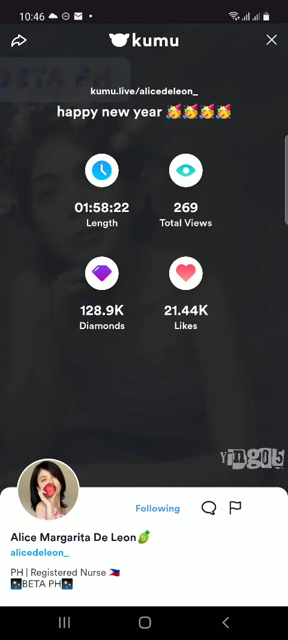 10:46
kumu
kumu.live/alicedeleon_
happy new year 🥳🥳🥳🥳
01:58:22
Length
269
Total Views
128.9K
Diamonds
21.44K
Likes
Following
Alice Margarita De Leon🍍
alicedeleon_
PH | Registered Nurse 🇵🇭
🌃BETA PH🌃